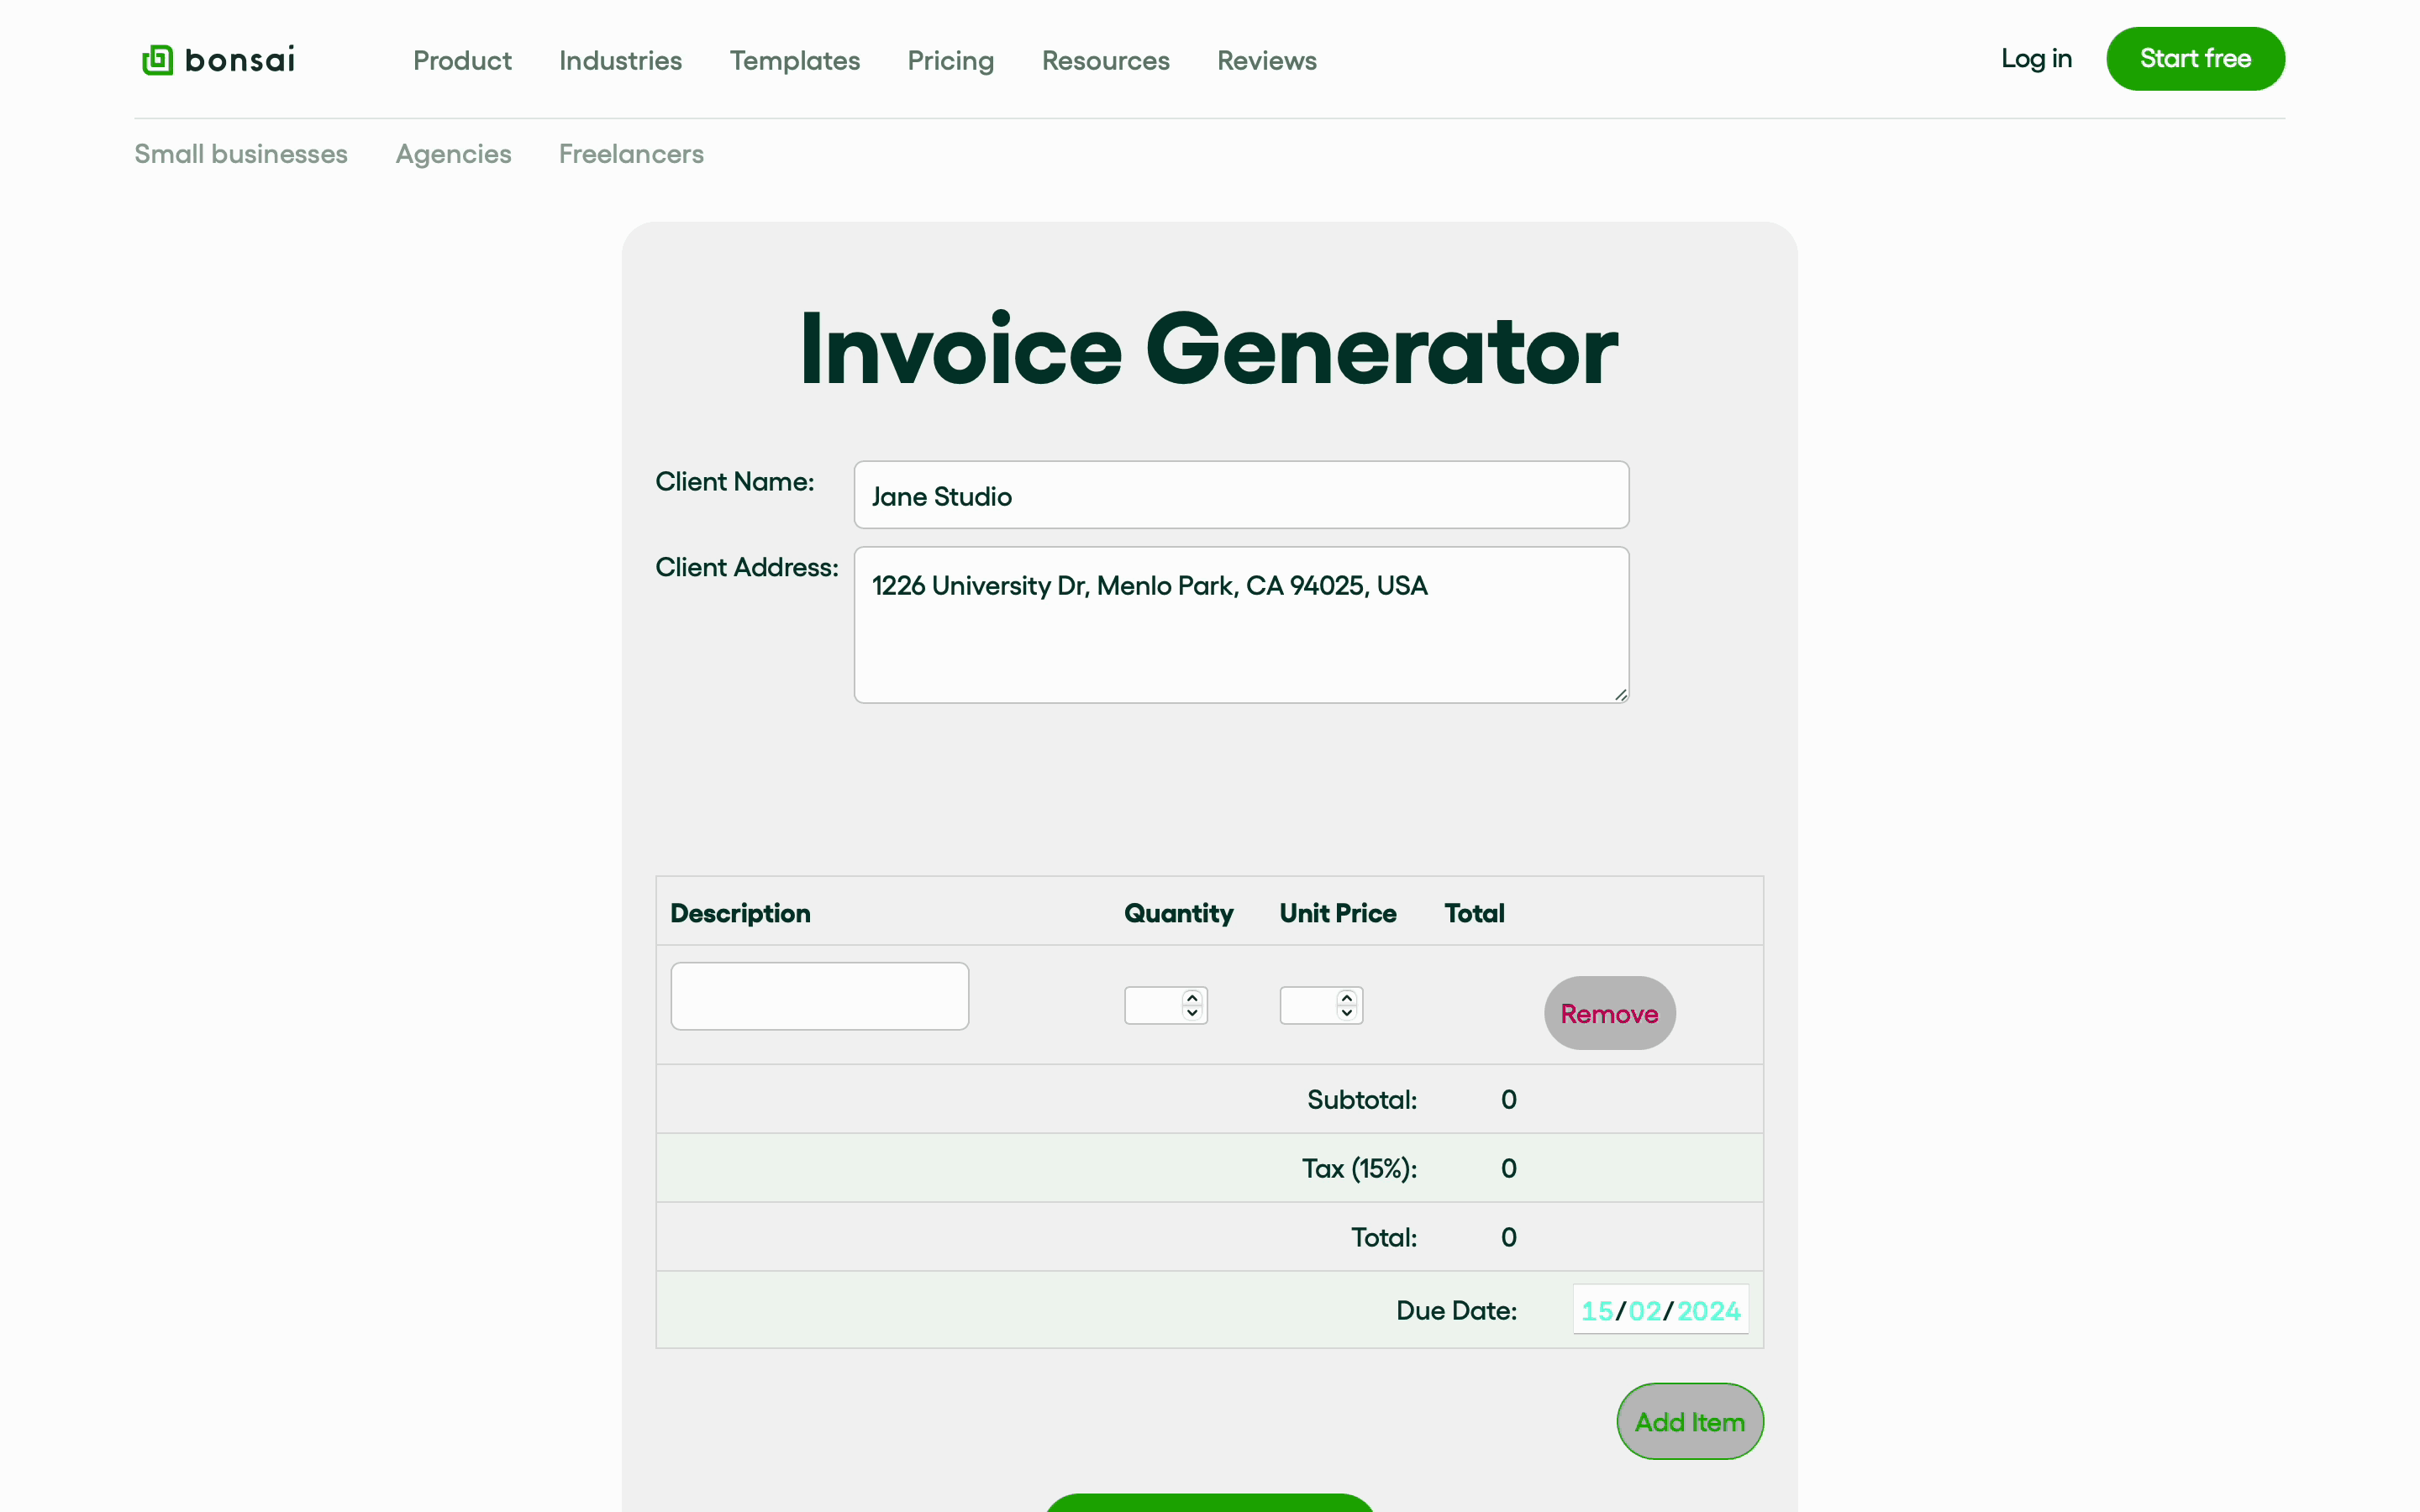 bonsai Product Industries Templates Pricing Resources Reviews Log in Start free
Small businesses Agencies Freelancers
Invoice Generator
Client Name: Jane Studio
Client Address: 1226 University Dr, Menlo Park, CA 94025, USA
Description Quantity Unit Price Total
Remove
Subtotal: 0
Tax (15%): 0
Total: 0
Due Date: 15/02/2024
Add Item